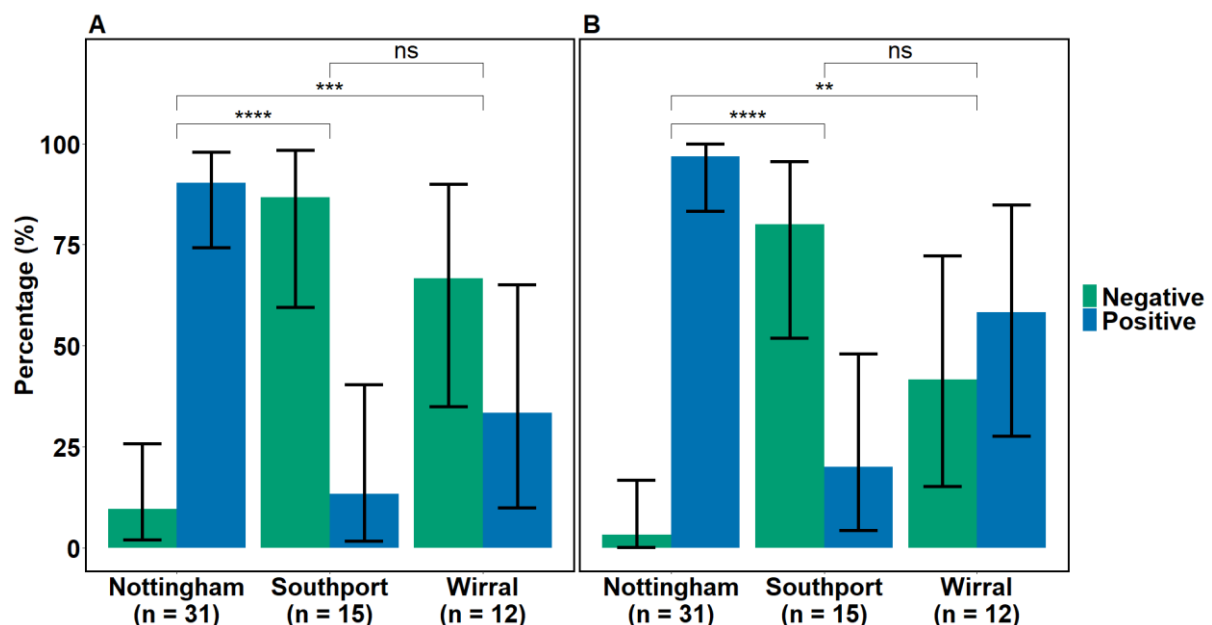 A
B
ns
ns
***
**
****
****
100
75
50
25
0
Percentage (%)
Negative
Positive
Nottingham Southport Wirral Nottingham Southport Wirral
(n = 31) (n = 15) (n = 12) (n = 31) (n = 15) (n = 12)